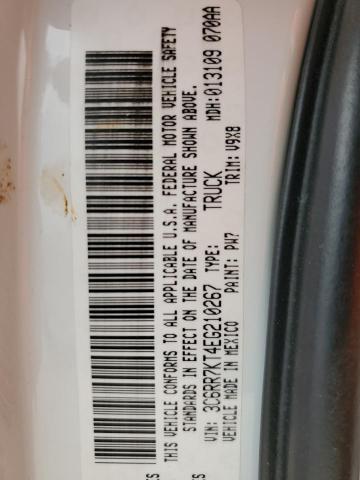 THIS VEHICLE CONFORMS TO ALL APPLICABLE U.S.A. FEDERAL MOTOR VEHICLE SAFETY
STANDARDS IN EFFECT ON THE DATE OF MANUFACTURE SHOWN ABOVE.
VIN: 3C6RR7KT4EG210267 TYPE: TRUCK MDH:013109 070AA
VEHICLE MADE IN MEXICO PAINT: PW7 TRIM: V9X8